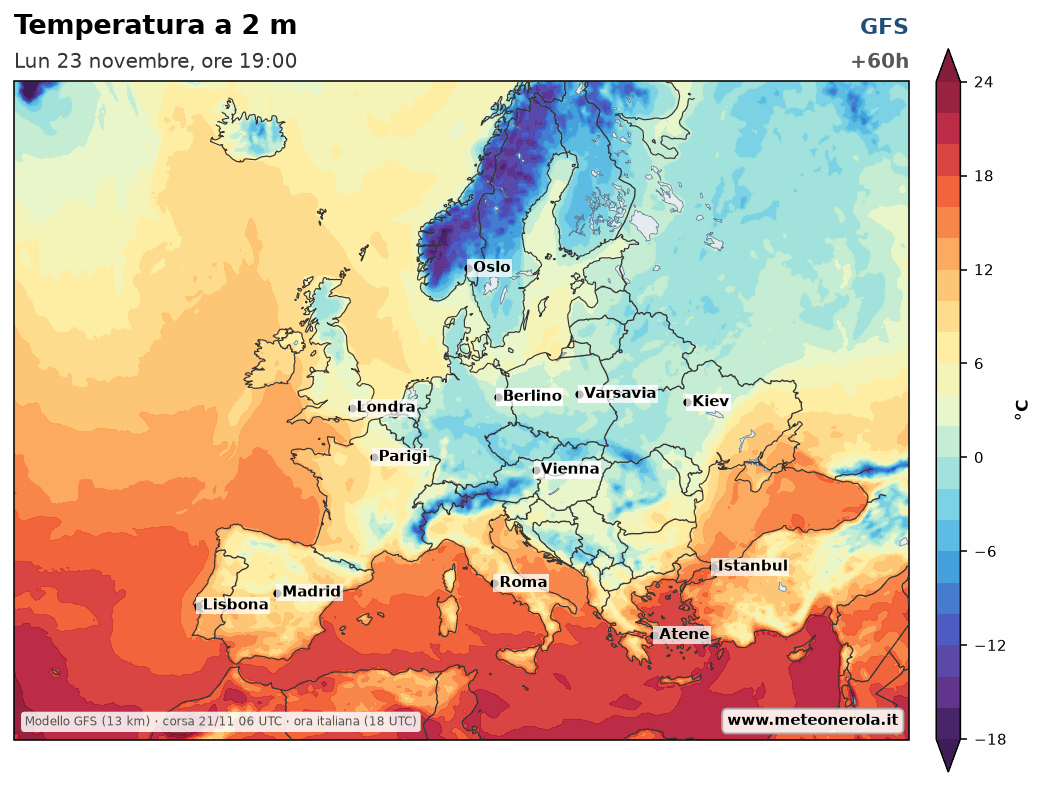 Temperatura a 2 m
GFS
Lun 23 novembre, ore 19:00
+60h
24
18
12
6
0
−6
−12
−18
°C
Oslo
Berlino
Varsavia
Kiev
Londra
Parigi
Vienna
Istanbul
Roma
Madrid
Lisbona
Atene
Modello GFS (13 km) · corsa 21/11 06 UTC · ora italiana (18 UTC)
www.meteonerola.it